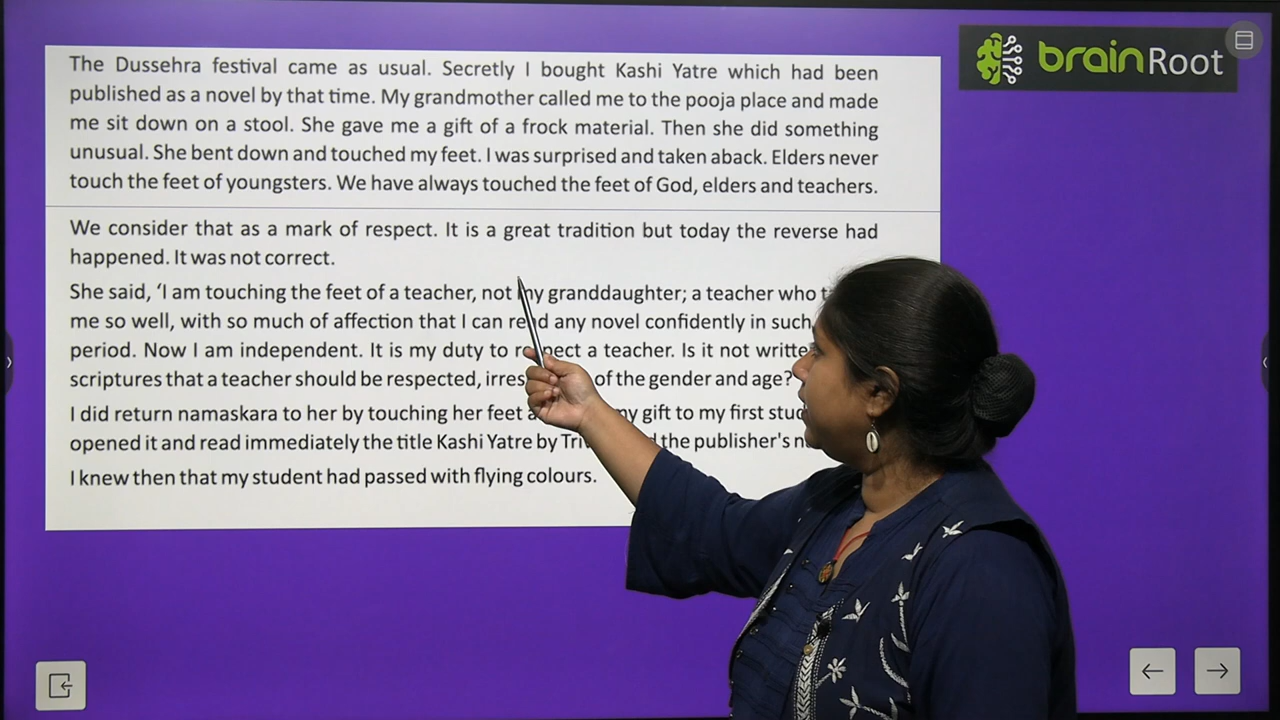 brainRoot
The Dussehra festival came as usual. Secretly I bought Kashi Yatre which had been
published as a novel by that time. My grandmother called me to the pooja place and made
me sit down on a stool. She gave me a gift of a frock material. Then she did something
unusual. She bent down and touched my feet. I was surprised and taken aback. Elders never
touch the feet of youngsters. We have always touched the feet of God, elders and teachers.
We consider that as a mark of respect. It is a great tradition but today the reverse had
happened. It was not correct.
She said, ‘I am touching the feet of a teacher, not my granddaughter; a teacher who
me so well, with so much of affection that I can read any novel confidently in such
period. Now I am independent. It is my duty to respect a teacher. Is it not
scriptures that a teacher should be respected, of the gender and age?
I did return namaskara to her by touching her feet my gift to my first
opened it and read immediately the title Kashi Yatre by the publisher's
I knew then that my student had passed with flying colours.